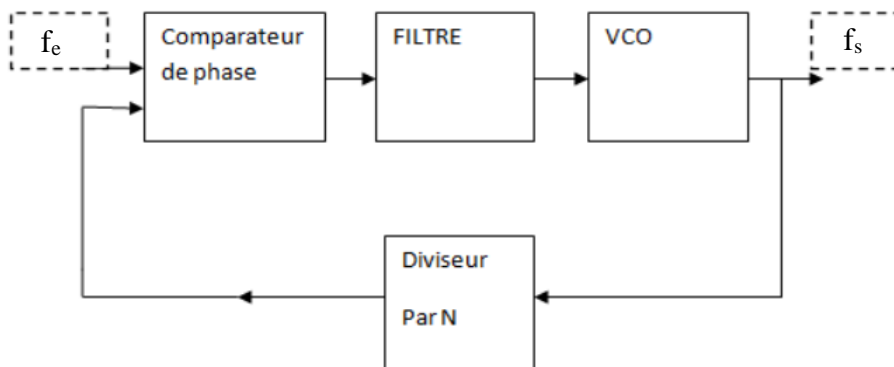 fₑ
Comparateur
de phase
FILTRE
VCO
fₛ
Diviseur
Par N